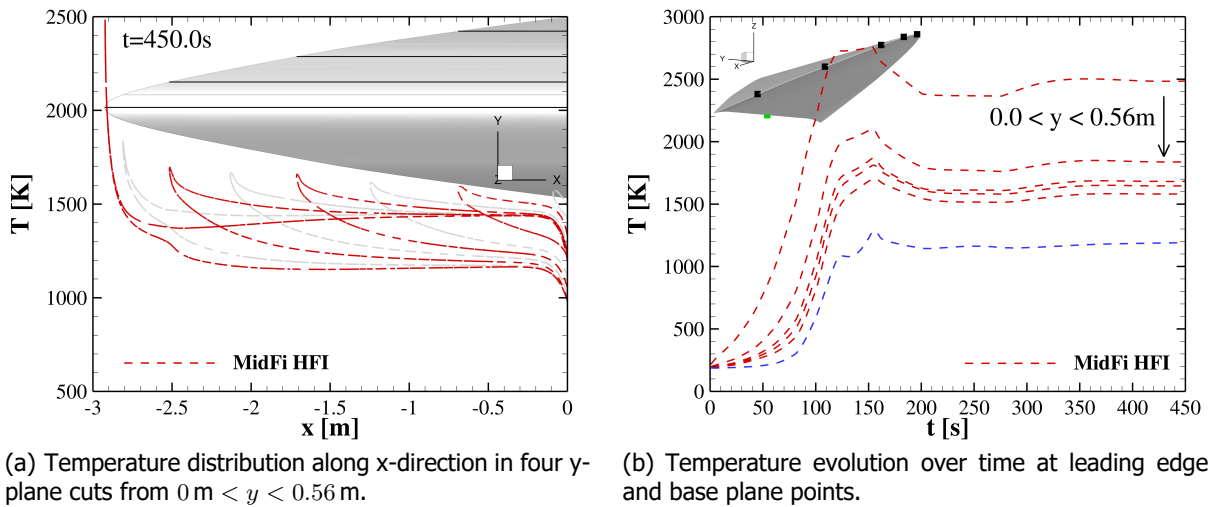 3000
2500
2000
1500
1000
500
T [K]
t=450.0s
Y
Z
X
MidFi HFI
-3
-2.5
-2
-1.5
-1
-0.5
0
x [m]
(a) Temperature distribution along x-direction in four y-
plane cuts from 0 m < y < 0.56 m.
3000
2500
2000
1500
1000
500
0
T [K]
Z
Y
X
0.0 < y < 0.56m
MidFi HFI
0
50
100
150
200
250
300
350
400
450
t [s]
(b) Temperature evolution over time at leading edge
and base plane points.